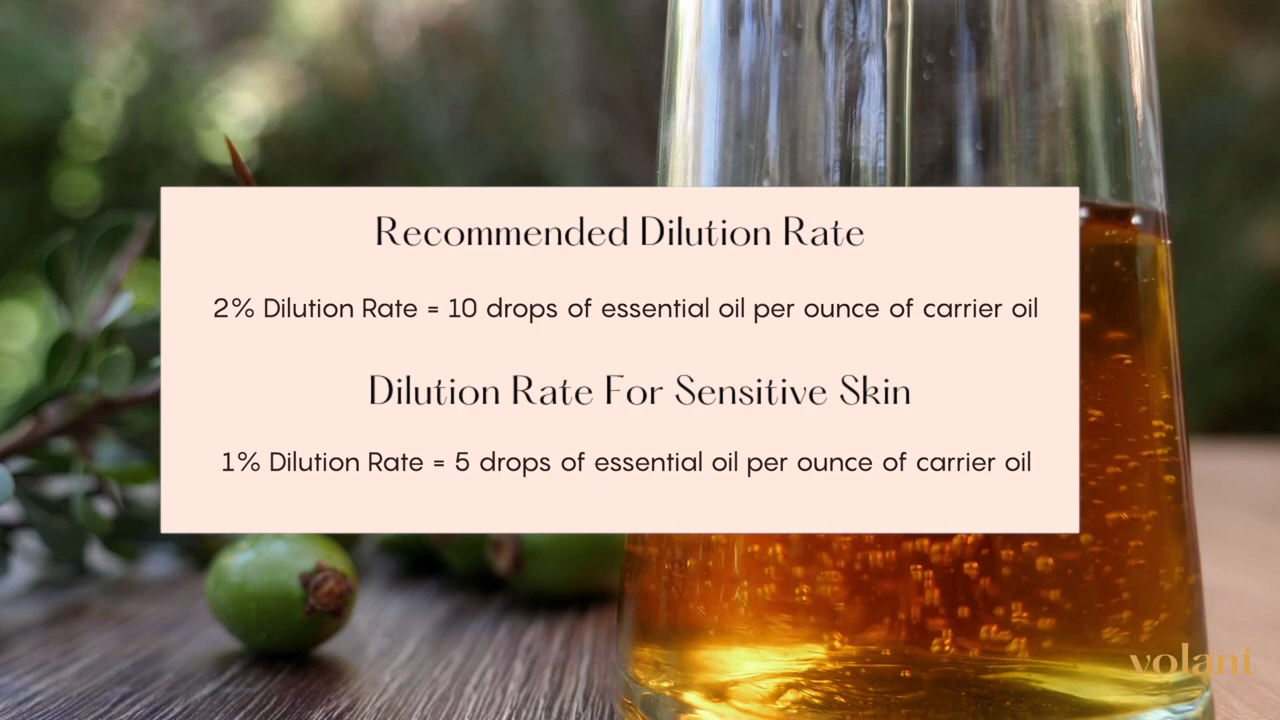 Recommended Dilution Rate
2% Dilution Rate = 10 drops of essential oil per ounce of carrier oil
Dilution Rate For Sensitive Skin
1% Dilution Rate = 5 drops of essential oil per ounce of carrier oil
volant